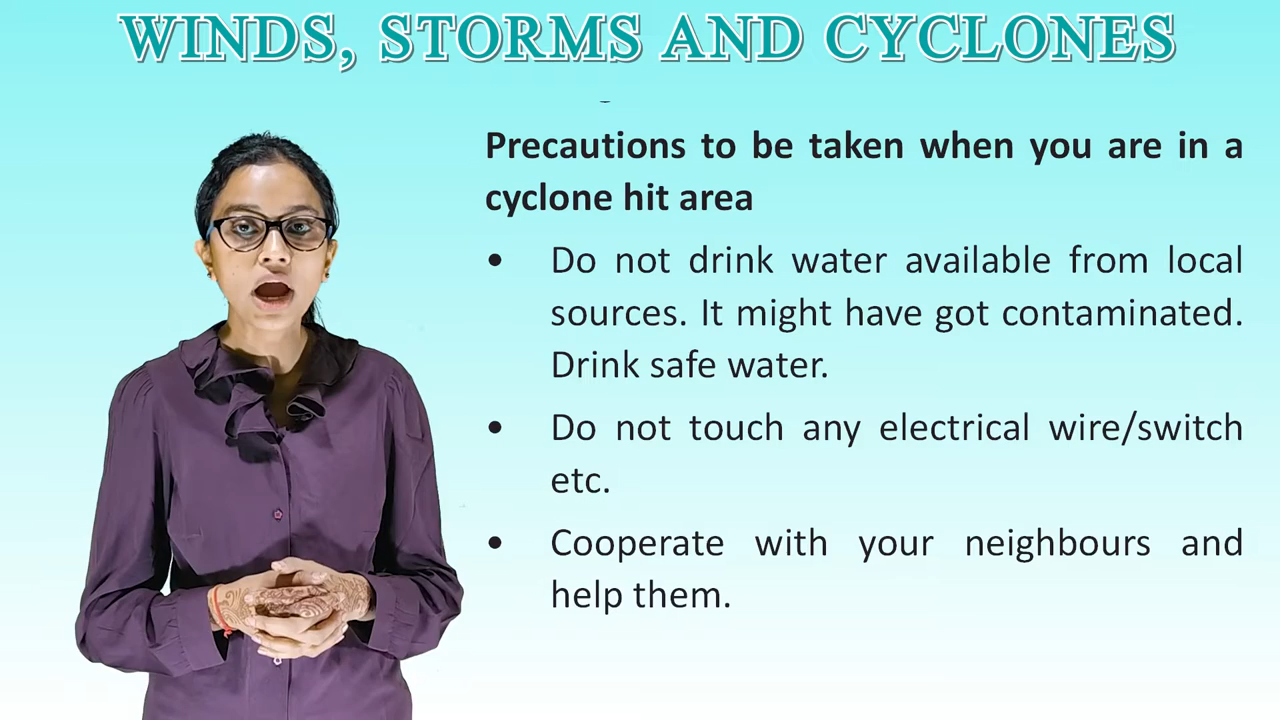 WINDS, STORMS AND CYCLONES
Precautions to be taken when you are in a
cyclone hit area
• Do not drink water available from local
sources. It might have got contaminated.
Drink safe water.
• Do not touch any electrical wire/switch
etc.
• Cooperate with your neighbours and
help them.